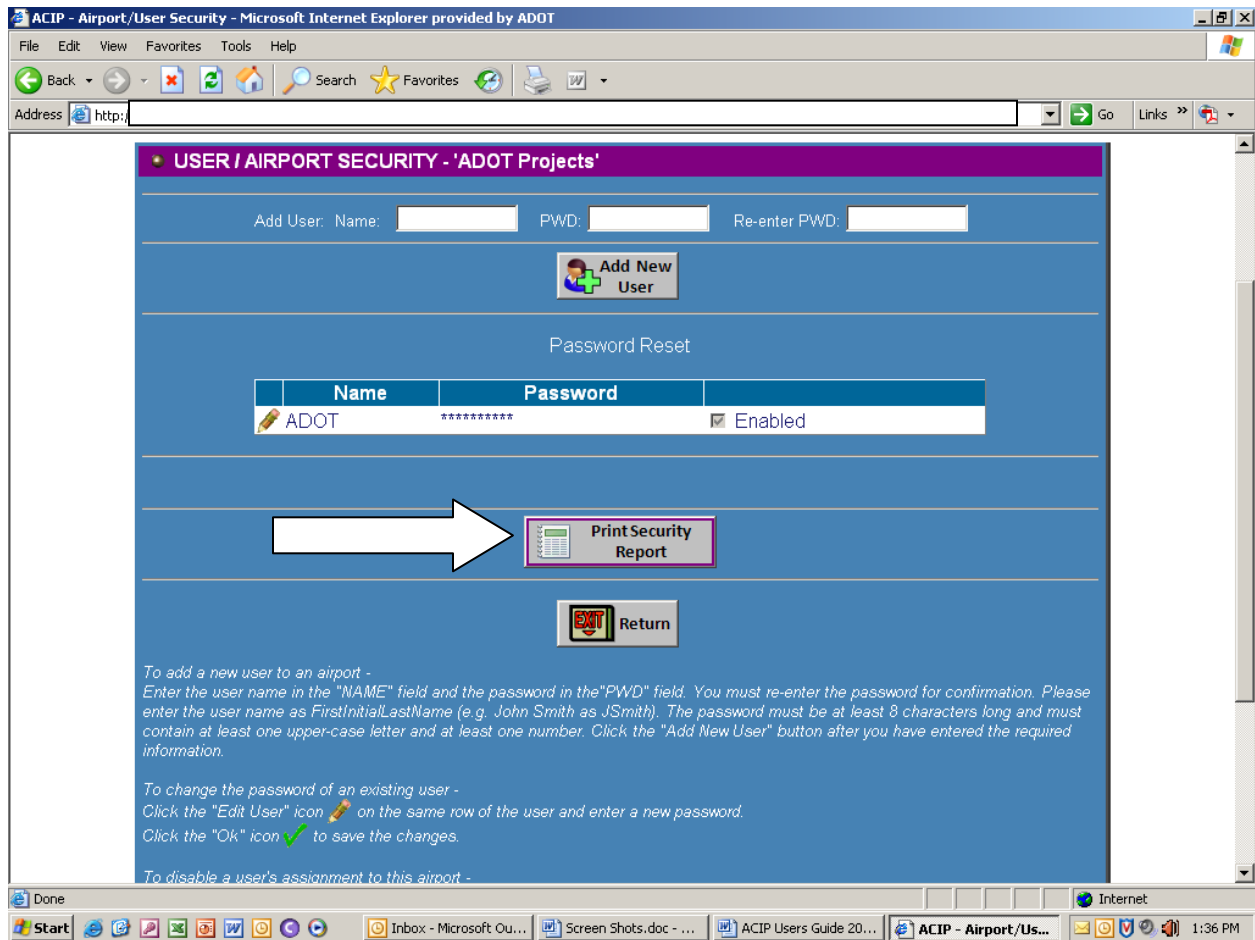 ACIP - Airport/User Security - Microsoft Internet Explorer provided by ADOT
File Edit View Favorites Tools Help
Back Search Favorites
Address http:/ Go Links »
USER / AIRPORT SECURITY - 'ADOT Projects'
Add User: Name: PWD: Re-enter PWD:
Add New
User
Password Reset
Name Password
ADOT ********** Enabled
Print Security
Report
EXIT Return
To add a new user to an airport -
Enter the user name in the "NAME" field and the password in the"PWD" field. You must re-enter the password for confirmation. Please
enter the user name as FirstInitialLastName (e.g. John Smith as JSmith). The password must be at least 8 characters long and must
contain at least one upper-case letter and at least one number. Click the "Add New User" button after you have entered the required
information.
To change the password of an existing user -
Click the "Edit User" icon on the same row of the user and enter a new password.
Click the "Ok" icon to save the changes.
To disable a user's assignment to this airport -
Done Internet
Start Inbox - Microsoft Ou... Screen Shots.doc - ... ACIP Users Guide 20... ACIP - Airport/Us... 1:36 PM